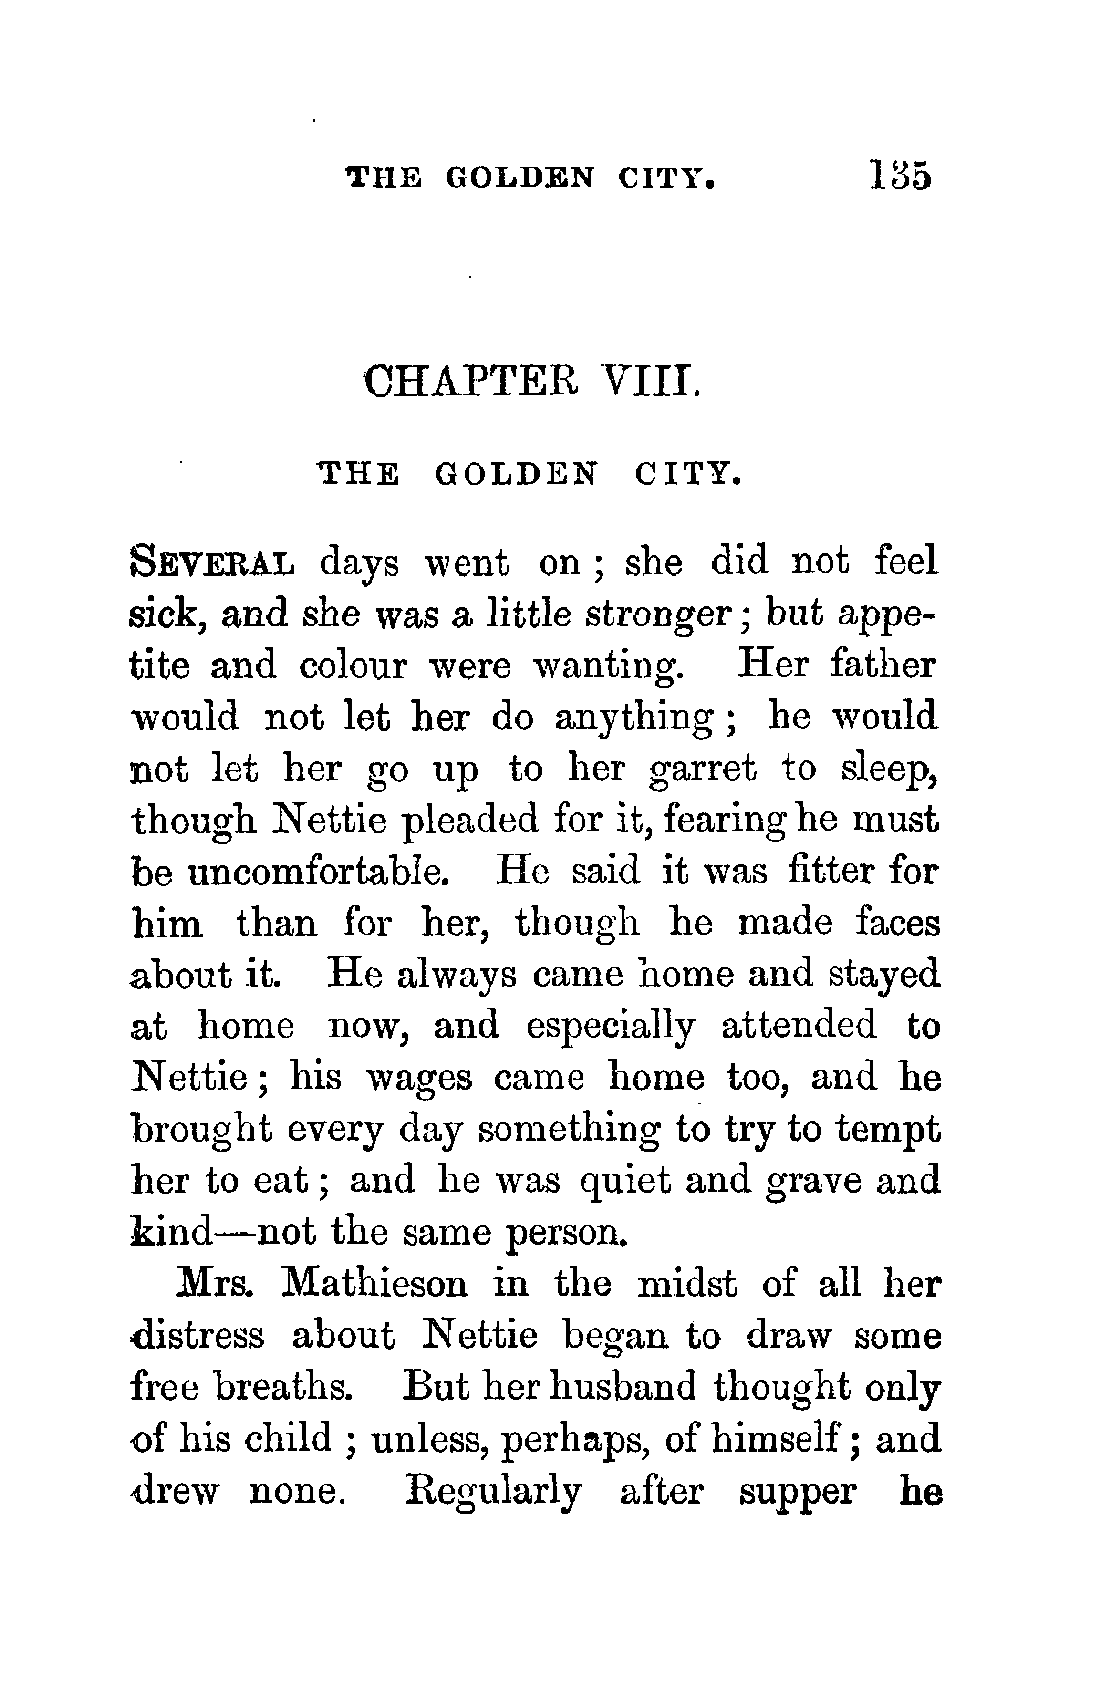 THE GOLDEN CITY. 135
CHAPTER VIII.
THE GOLDEN CITY.
SEVERAL days went on ; she did not feel
sick, and she was a little stronger ; but appe-
tite and colour were wanting. Her father
would not let her do anything ; he would
not let her go up to her garret to sleep,
though Nettie pleaded for it, fearing he must
be uncomfortable. He said it was fitter for
him than for her, though he made faces
about it. He always came home and stayed
at home now, and especially attended to
Nettie ; his wages came home too, and he
brought every day something to try to tempt
her to eat ; and he was quiet and grave and
kind—not the same person.
Mrs. Mathieson in the midst of all her
distress about Nettie began to draw some
free breaths. But her husband thought only
of his child ; unless, perhaps, of himself ; and
drew none. Regularly after supper he